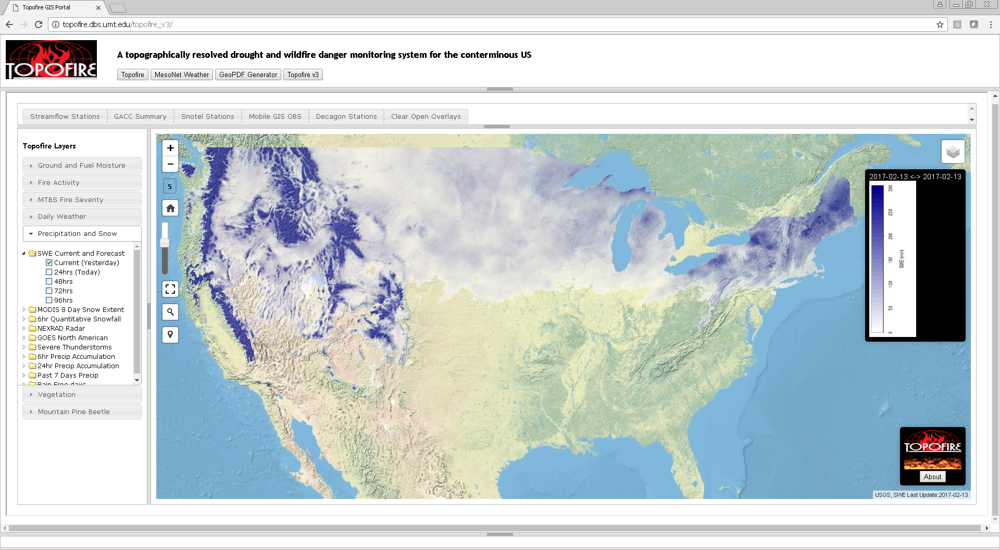 Topofire GIS Portal
topofire.dbs.umt.edu/topofire_v3/
G
TOPOFIRE
A topographically resolved drought and wildfire danger monitoring system for the conterminous US
Topofire MesoNet Weather GeoPDF Generator Topofire v3
Streamflow Stations GACC Summary Snotel Stations Mobile GIS OBS Decagon Stations Clear Open Overlays
Topofire Layers
Ground and Fuel Moisture
Fire Activity
MTBS Fire Severity
Daily Weather
Precipitation and Snow
SWE Current and Forecast
Current (Yesterday)
24hrs (Today)
48hrs
72hrs
96hrs
MODIS 8 Day Snow Extent
6hr Quantitative Snowfall
NEXRAD Radar
GOES North American
Severe Thunderstorms
6hr Precip Accumulation
24hr Precip Accumulation
Past 7 Days Precip
Rain Free days
Vegetation
Mountain Pine Beetle
+
−
5
2017-02-13 <-> 2017-02-13
300
250
200
150
100
50
0
SWE (mm)
TOPOFIRE
About
USGS, SWE Last Update:2017-02-13